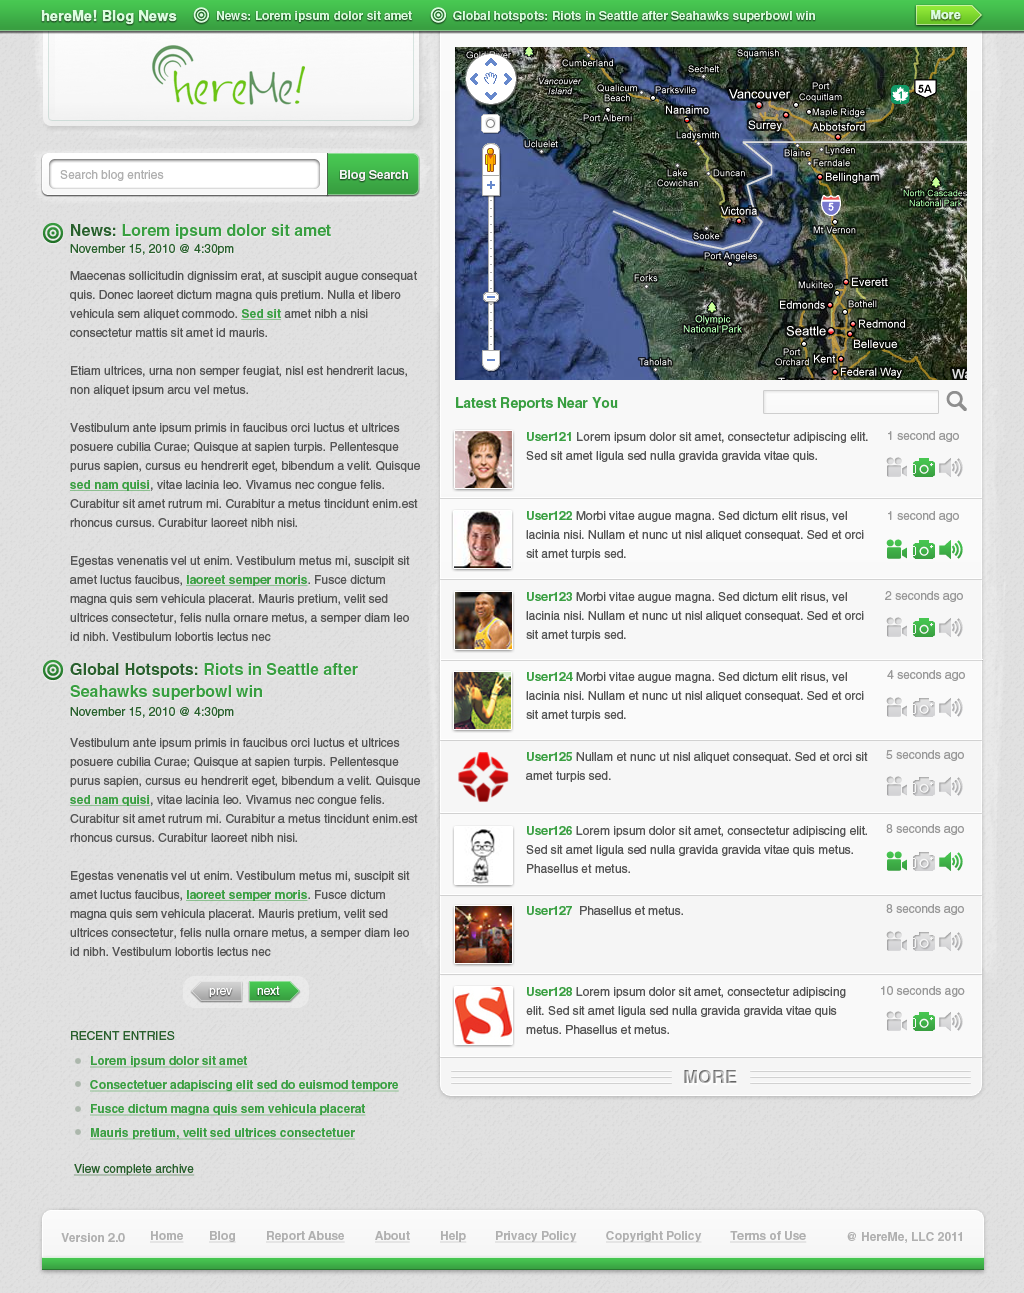 hereMe! Blog News
News: Lorem ipsum dolor sit amet
Global hotspots: Riots in Seattle after Seahawks superbowl win
More
hereMe!
Search blog entries
Blog Search
News: Lorem ipsum dolor sit amet
November 15, 2010 @ 4:30pm
Maecenas sollicitudin dignissim erat, at suscipit augue consequat
quis. Donec laoreet dictum magna quis pretium. Nulla et libero
vehicula sem aliquet commodo. Sed sit amet nibh a nisi
consectetur mattis sit amet id mauris.
Etiam ultrices, urna non semper feugiat, nisl est hendrerit lacus,
non aliquet ipsum arcu vel metus.
Vestibulum ante ipsum primis in faucibus orci luctus et ultrices
posuere cubilia Curae; Quisque at sapien turpis. Pellentesque
purus sapien, cursus eu hendrerit eget, bibendum a velit. Quisque
sed nam quisi, vitae lacinia leo. Vivamus nec congue felis.
Curabitur sit amet rutrum mi. Curabitur a metus tincidunt enim.est
rhoncus cursus. Curabitur laoreet nibh nisi.
Egestas venenatis vel ut enim. Vestibulum metus mi, suscipit sit
amet luctus faucibus, laoreet semper moris. Fusce dictum
magna quis sem vehicula placerat. Mauris pretium, velit sed
ultrices consectetur, felis nulla ornare metus, a semper diam leo
id nibh. Vestibulum lobortis lectus nec
Global Hotspots: Riots in Seattle after
Seahawks superbowl win
November 15, 2010 @ 4:30pm
Vestibulum ante ipsum primis in faucibus orci luctus et ultrices
posuere cubilia Curae; Quisque at sapien turpis. Pellentesque
purus sapien, cursus eu hendrerit eget, bibendum a velit. Quisque
sed nam quisi, vitae lacinia leo. Vivamus nec congue felis.
Curabitur sit amet rutrum mi. Curabitur a metus tincidunt enim.est
rhoncus cursus. Curabitur laoreet nibh nisi.
Egestas venenatis vel ut enim. Vestibulum metus mi, suscipit sit
amet luctus faucibus, laoreet semper moris. Fusce dictum
magna quis sem vehicula placerat. Mauris pretium, velit sed
ultrices consectetur, felis nulla ornare metus, a semper diam leo
id nibh. Vestibulum lobortis lectus nec
prev
next
RECENT ENTRIES
Lorem ipsum dolor sit amet
Consectetuer adapiscing elit sed do euismod tempore
Fusce dictum magna quis sem vehicula placerat
Mauris pretium, velit sed ultrices consectetuer
View complete archive
Squamish
Cumberland
Sechelt
Vancouver
Island
Qualicum
Beach
Parksville
Port Alberni
Nanaimo
Vancouver
Port
Coquitlam
1
5A
Maple Ridge
Surrey
Abbotsford
Ladysmith
Ucluelet
Blaine
Lynden
Ferndale
Lake
Cowichan
Duncan
Bellingham
North Cascades
National Park
Victoria
5
Mt Vernon
Sooke
Port Angeles
Forks
Mukilteo
Everett
Edmonds
Bothell
Olympic
National Park
Redmond
Seattle
Bellevue
Port
Orchard
Kent
Taholah
Federal Way
Latest Reports Near You
User121 Lorem ipsum dolor sit amet, consectetur adipiscing elit.
Sed sit amet ligula sed nulla gravida gravida vitae quis.
1 second ago
User122 Morbi vitae augue magna. Sed dictum elit risus, vel
lacinia nisi. Nullam et nunc ut nisl aliquet consequat. Sed et orci
sit amet turpis sed.
1 second ago
User123 Morbi vitae augue magna. Sed dictum elit risus, vel
lacinia nisi. Nullam et nunc ut nisl aliquet consequat. Sed et orci
sit amet turpis sed.
2 seconds ago
User124 Morbi vitae augue magna. Sed dictum elit risus, vel
lacinia nisi. Nullam et nunc ut nisl aliquet consequat. Sed et orci
sit amet turpis sed.
4 seconds ago
User125 Nullam et nunc ut nisl aliquet consequat. Sed et orci sit
amet turpis sed.
5 seconds ago
User126 Lorem ipsum dolor sit amet, consectetur adipiscing elit.
Sed sit amet ligula sed nulla gravida gravida vitae quis metus.
Phasellus et metus.
8 seconds ago
User127 Phasellus et metus.
8 seconds ago
User128 Lorem ipsum dolor sit amet, consectetur adipiscing
elit. Sed sit amet ligula sed nulla gravida gravida vitae quis
metus. Phasellus et metus.
10 seconds ago
MORE
Version 2.0
Home
Blog
Report Abuse
About
Help
Privacy Policy
Copyright Policy
Terms of Use
@ HereMe, LLC 2011